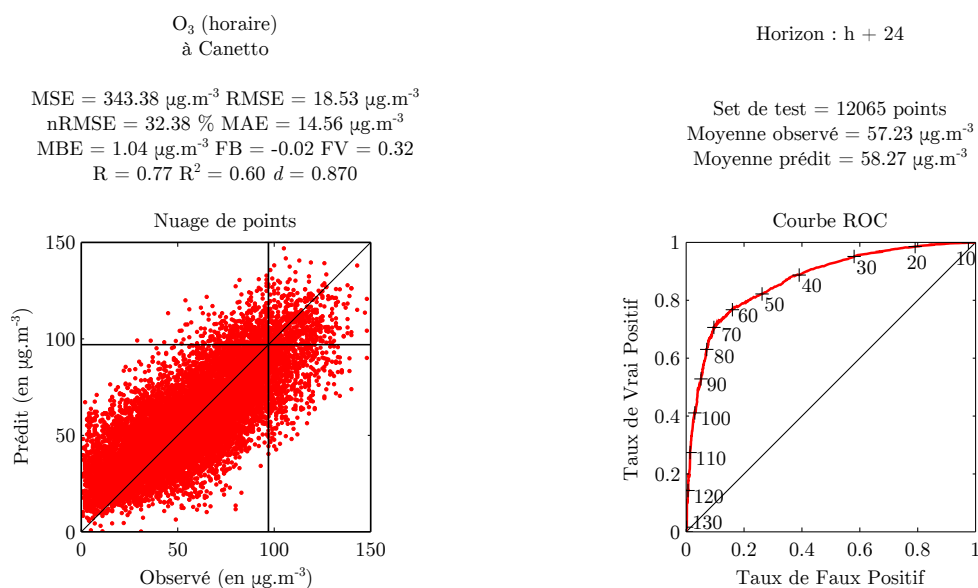 O₃ (horaire)
à Canetto
Horizon : h + 24
MSE = 343.38 µg.m⁻³ RMSE = 18.53 µg.m⁻³
nRMSE = 32.38 % MAE = 14.56 µg.m⁻³
MBE = 1.04 µg.m⁻³ FB = -0.02 FV = 0.32
R = 0.77 R² = 0.60 d = 0.870
Set de test = 12065 points
Moyenne observé = 57.23 µg.m⁻³
Moyenne prédit = 58.27 µg.m⁻³
Nuage de points
150
100
50
0
Prédit (en µg.m⁻³)
0 50 100 150
Observé (en µg.m⁻³)
Courbe ROC
1
0.8
0.6
0.4
0.2
0
Taux de Vrai Positif
10
20
30
40
50
60
70
80
90
100
110
120
130
0 0.2 0.4 0.6 0.8 1
Taux de Faux Positif